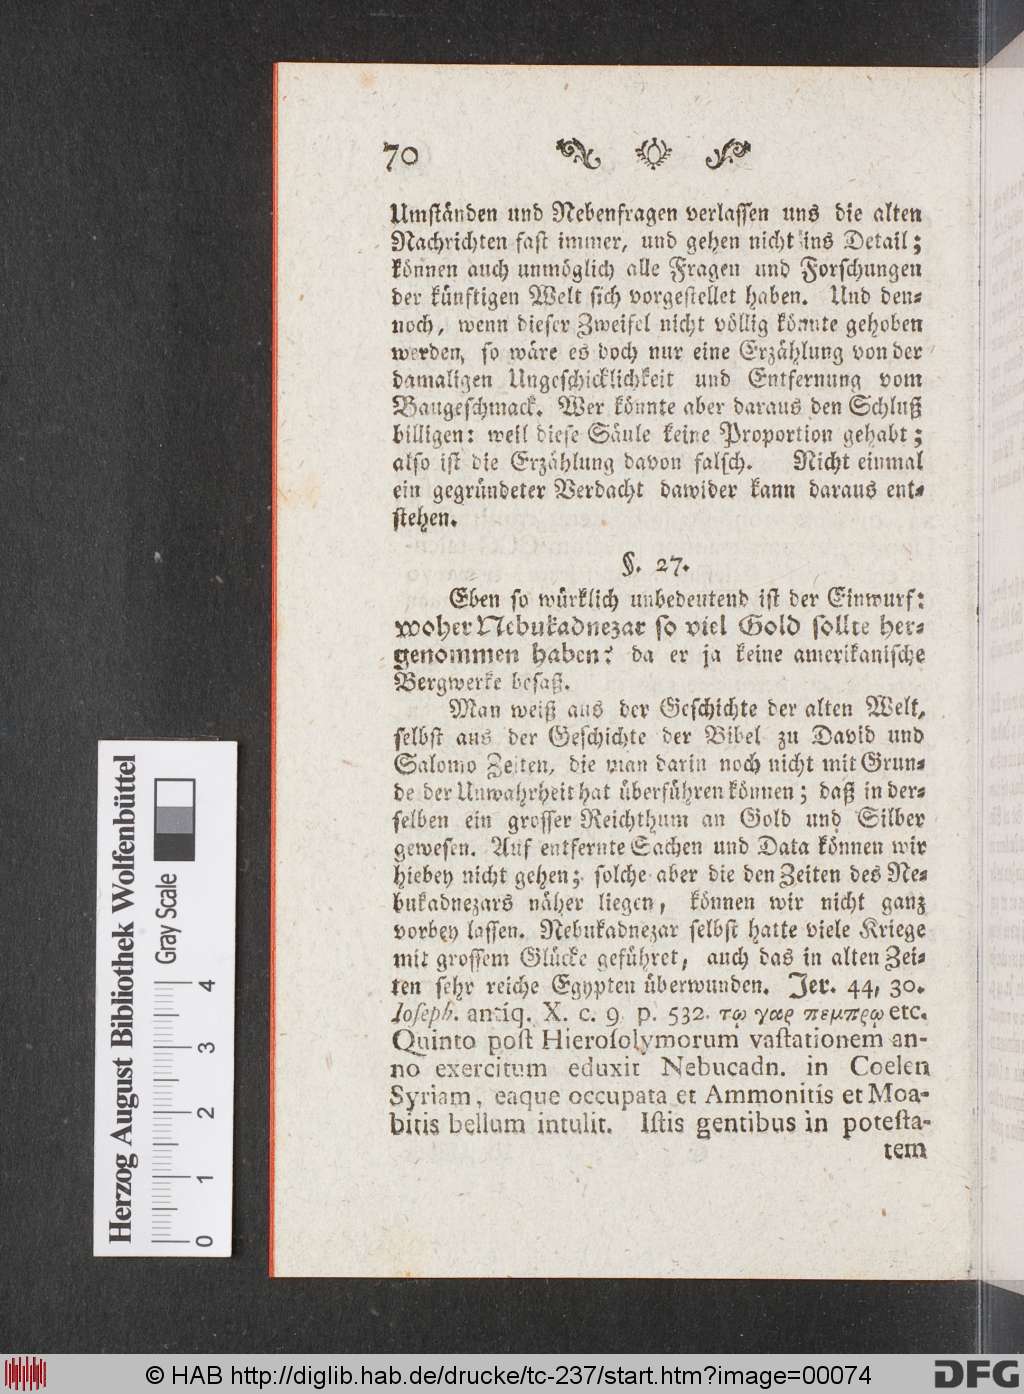 70
Umständen und Nebenfragen verlassen uns die alten
Nachrichten fast immer, und gehen nicht ins Detail;
können auch unmöglich alle Fragen und Forschungen
der künftigen Welt sich vorgestellet haben. Und den-
noch, wenn dieser Zweifel nicht völlig könnte gehoben
werden, so wäre es doch nur eine Erzählung von der
damaligen Ungeschicklichkeit und Entfernung vom
Baugeschmack. Wer könnte aber daraus den Schluß
billigen: weil diese Säule keine Proportion gehabt;
also ist die Erzählung davon falsch. Nicht einmal
ein gegründeter Verdacht dawider kann daraus ent-
stehen.
§. 27.
Eben so würklich unbedeutend ist der Einwurf:
woher Nebukadnezar so viel Gold sollte her-
genommen haben: da er ja keine amerikanische
Bergwerke besaß.
Man weiß aus der Geschichte der alten Welt,
selbst aus der Geschichte der Bibel zu David und
Salomo Zeiten, die man darin noch nicht mit Grun-
de der Unwahrheit hat überführen können; daß in der-
selben ein grosser Reichthum an Gold und Silber
gewesen. Auf entfernte Sachen und Data können wir
hiebey nicht gehen; solche aber die den Zeiten des Ne-
bukadnezars näher liegen, können wir nicht ganz
vorbey lassen. Nebukadnezar selbst hatte viele Kriege
mit grossem Glücke geführet, auch das in alten Zei-
ten sehr reiche Egypten überwunden. Jer. 44, 30.
Ioseph. antiq. X. c. 9. p. 532. τῳ γαρ πεμπρῳ etc.
Quinto poſt Hieroſolymorum vaſtationem an-
no exercitum eduxit Nebucadn. in Coelen
Syriam, eaque occupata et Ammonitis et Moa-
bitis bellum intulit. Iſtis gentibus in poteſta-
tem
Herzog August Bibliothek Wolfenbüttel
Gray Scale
0 1 2 3 4
© HAB http://diglib.hab.de/drucke/tc-237/start.htm?image=00074
DFG